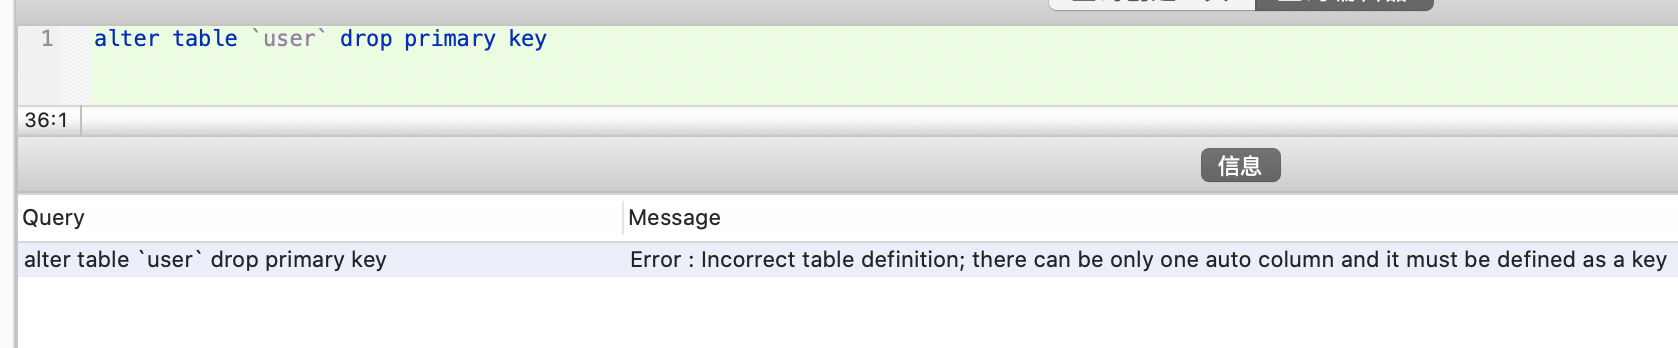 1 alter table `user` drop primary key
36:1
信息
Query Message
alter table `user` drop primary key Error : Incorrect table definition; there can be only one auto column and it must be defined as a key